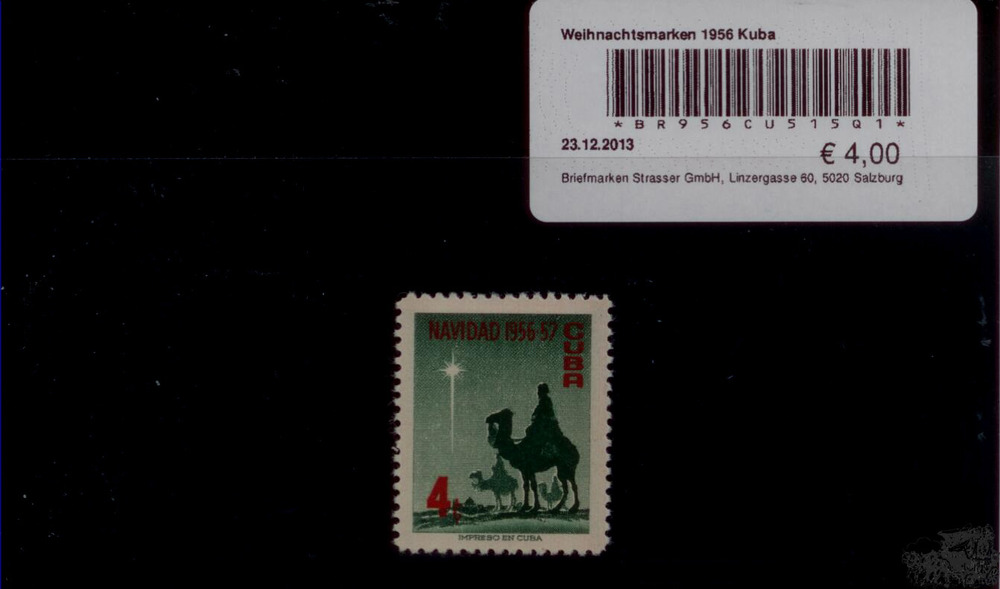 Weihnachtsmarken 1956 Kuba
*BR956CU515Q1*
23.12.2013
€ 4,00
Briefmarken Strasser GmbH, Linzergasse 60, 5020 Salzburg
NAVIDAD 1956-57
CUBA
4¢
IMPRESO EN CUBA